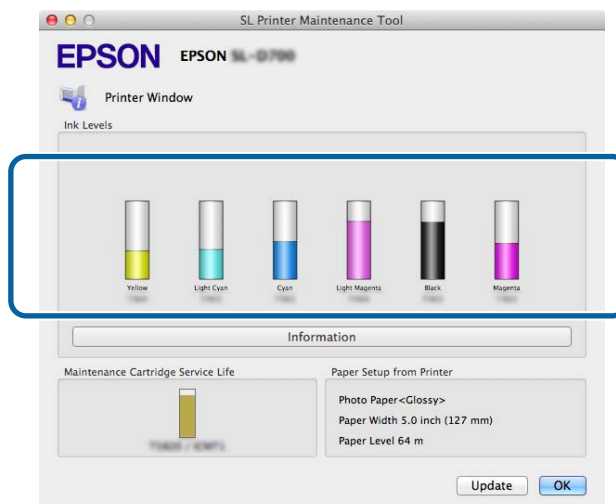 SL Printer Maintenance Tool
EPSON EPSON
Printer Window
Ink Levels
Yellow Light Cyan Cyan Light Magenta Black Magenta
Information
Maintenance Cartridge Service Life
Paper Setup from Printer
Photo Paper<Glossy>
Paper Width 5.0 inch (127 mm)
Paper Level 64 m
Update OK